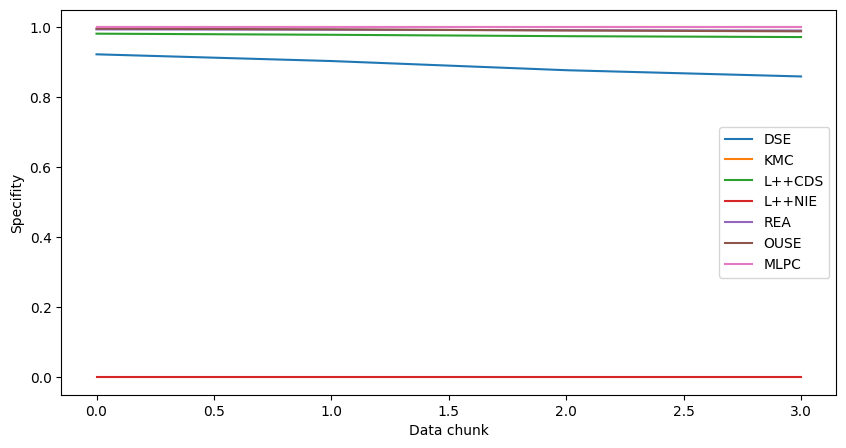 1.0
0.8
0.6
0.4
0.2
0.0
Specifity
0.0
0.5
1.0
1.5
2.0
2.5
3.0
Data chunk
DSE
KMC
L++CDS
L++NIE
REA
OUSE
MLPC